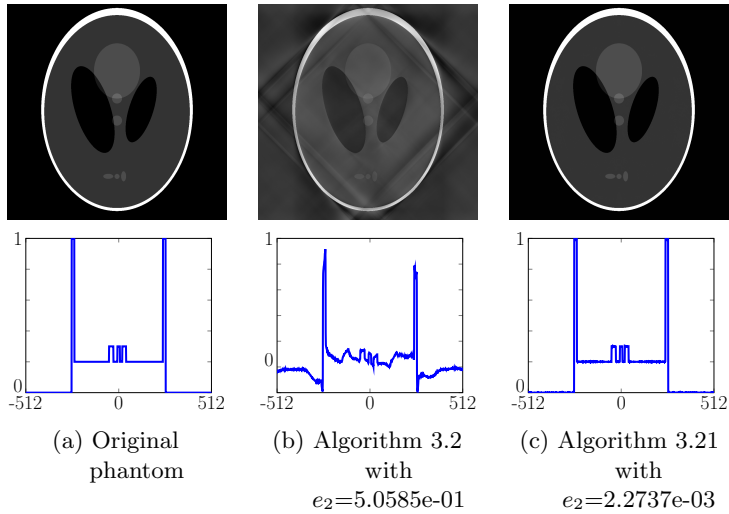 1
0
-512 0 512
1
0
-512 0 512
1
0
-512 0 512
(a) Original
phantom
(b) Algorithm 3.2
with
e₂=5.0585e-01
(c) Algorithm 3.21
with
e₂=2.2737e-03